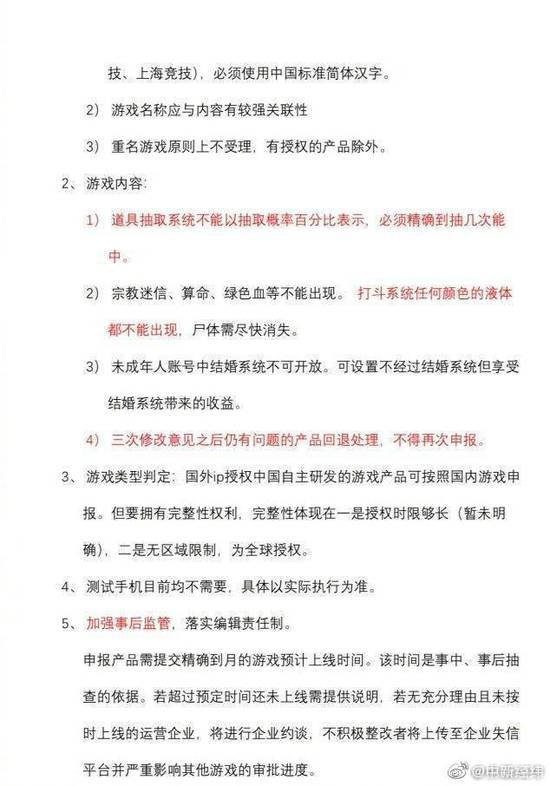 技、上海竞技），必须使用中国标准简体汉字。
2） 游戏名称应与内容有较强关联性
3） 重名游戏原则上不受理，有授权的产品除外。
2、 游戏内容：
1） 道具抽取系统不能以抽取概率百分比表示，必须精确到抽几次能
中。
2） 宗教迷信、算命、绿色血等不能出现。 打斗系统任何颜色的液体
都不能出现，尸体需尽快消失。
3） 未成年人账号中结婚系统不可开放。可设置不经过结婚系统但享受
结婚系统带来的收益。
4） 三次修改意见之后仍有问题的产品回退处理，不得再次申报。
3、 游戏类型判定：国外ip授权中国自主研发的游戏产品可按照国内游戏申
报。但要拥有完整性权利，完整性体现在一是授权时限够长（暂未明
确），二是无区域限制，为全球授权。
4、 测试手机目前均不需要，具体以实际执行为准。
5、 加强事后监管，落实编辑责任制。
申报产品需提交精确到月的游戏预计上线时间。该时间是事中、事后抽
查的依据。若超过预定时间还未上线需提供说明，若无充分理由且未按
时上线的运营企业，将进行企业约谈，不积极整改者将上传至企业失信
平台并严重影响其他游戏的审批进度。
@中新经纬